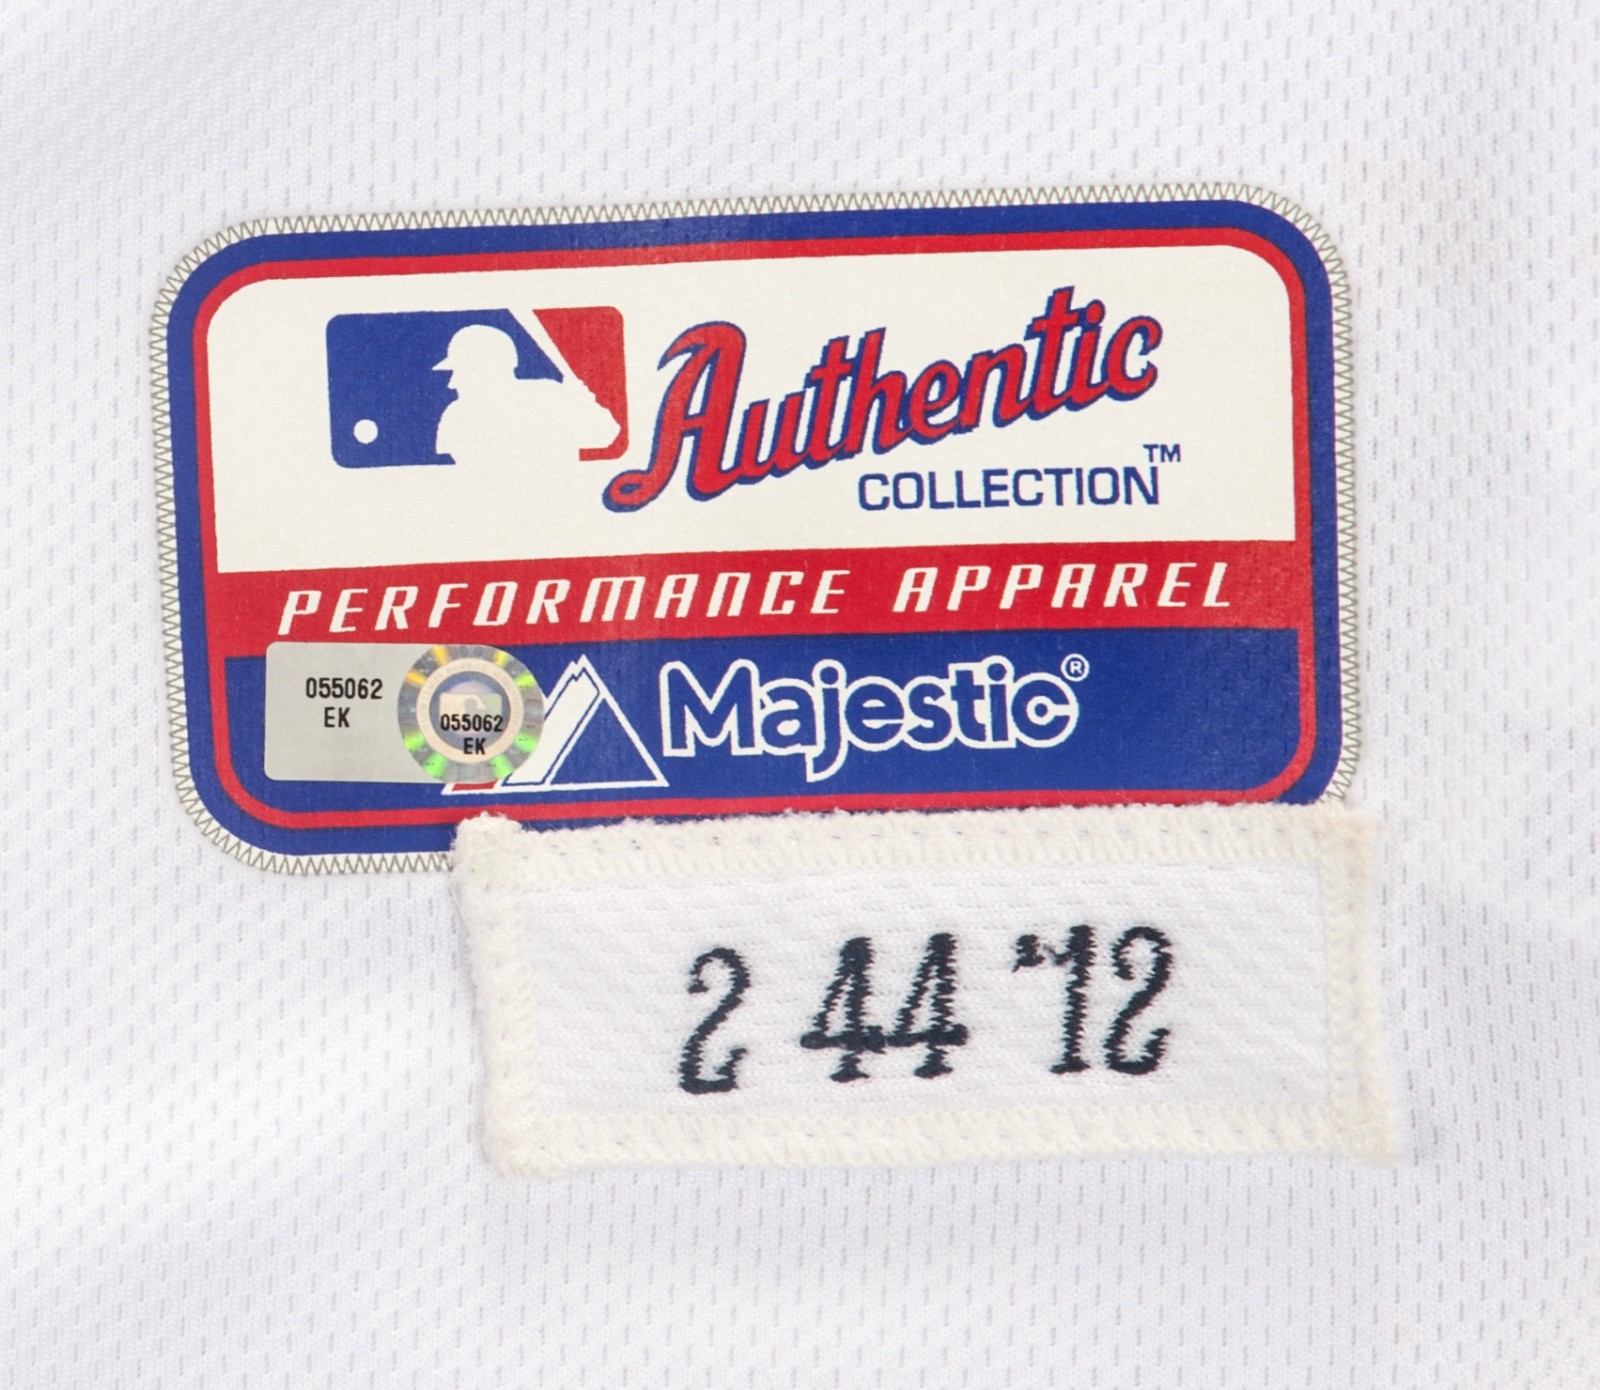 Authentic
COLLECTION™
PERFORMANCE APPAREL
055062
EK
055062
EK
Majestic®
2 44 12